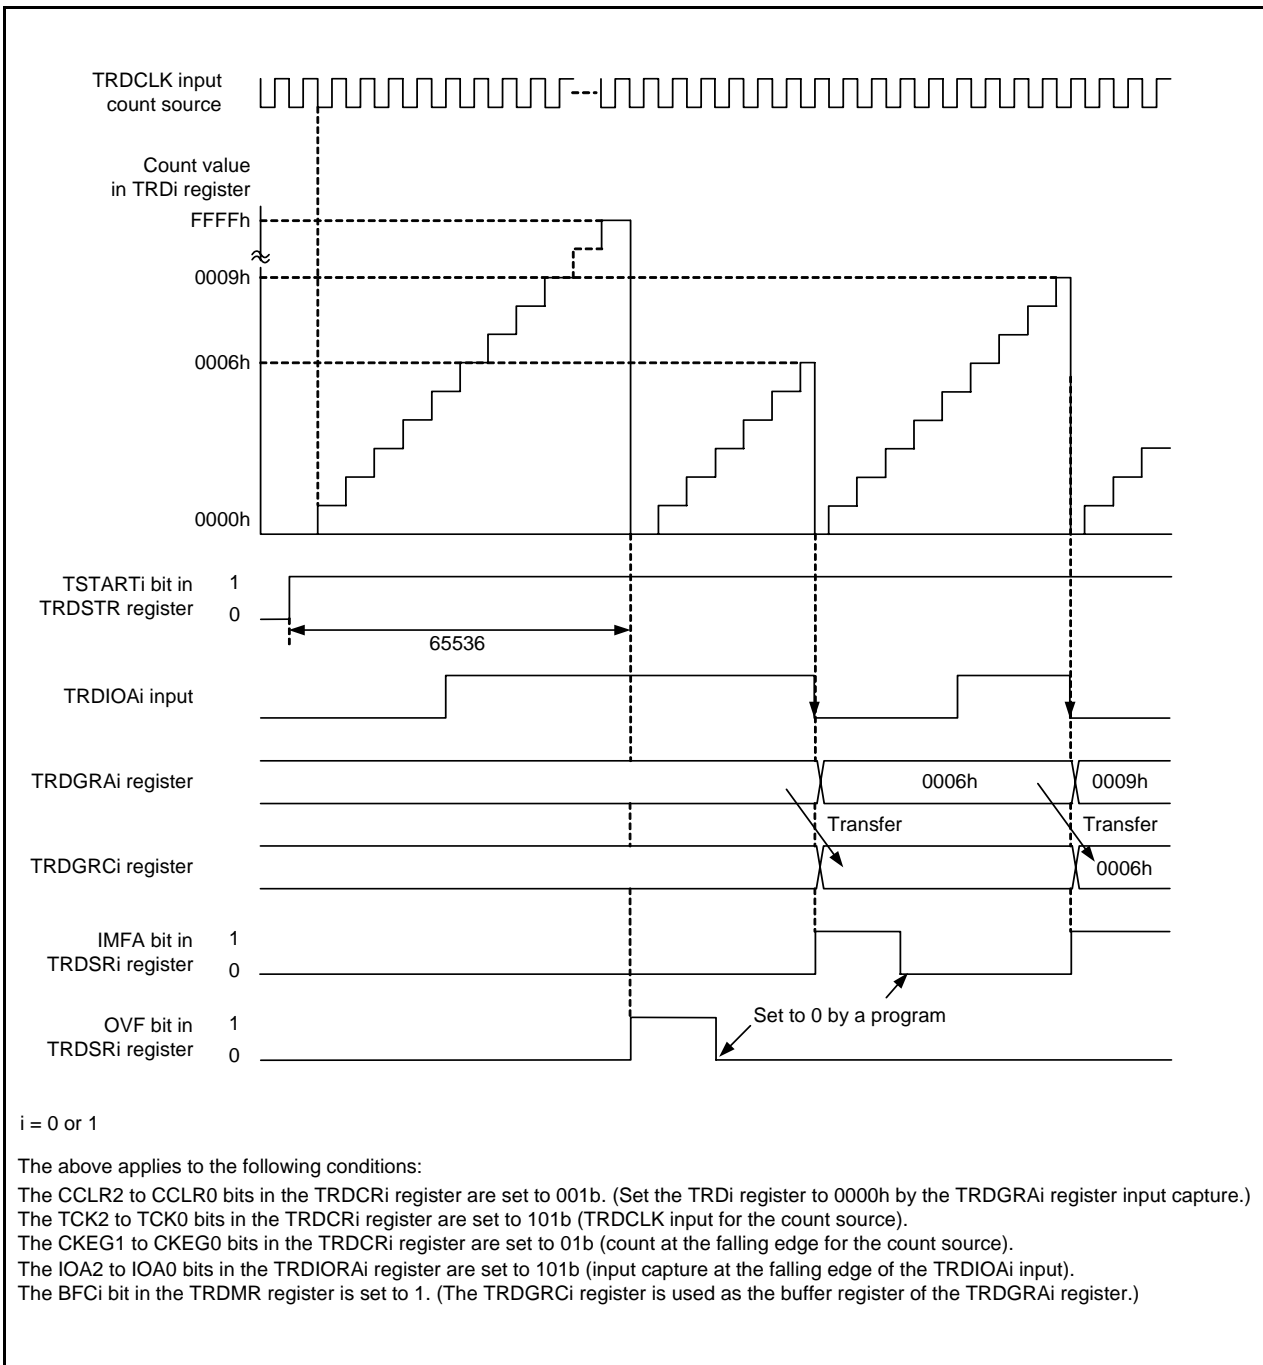 TRDCLK input
count source
Count value
in TRDi register
FFFFh
0009h
0006h
0000h
TSTARTi bit in
TRDSTR register
1
0
65536
TRDIOAi input
TRDGRAi register
0006h
0009h
Transfer
Transfer
TRDGRCi register
0006h
IMFA bit in
TRDSRi register
1
0
Set to 0 by a program
OVF bit in
TRDSRi register
1
0
i = 0 or 1
The above applies to the following conditions:
The CCLR2 to CCLR0 bits in the TRDCRi register are set to 001b. (Set the TRDi register to 0000h by the TRDGRAi register input capture.)
The TCK2 to TCK0 bits in the TRDCRi register are set to 101b (TRDCLK input for the count source).
The CKEG1 to CKEG0 bits in the TRDCRi register are set to 01b (count at the falling edge for the count source).
The IOA2 to IOA0 bits in the TRDIORAi register are set to 101b (input capture at the falling edge of the TRDIOAi input).
The BFCi bit in the TRDMR register is set to 1. (The TRDGRCi register is used as the buffer register of the TRDGRAi register.)